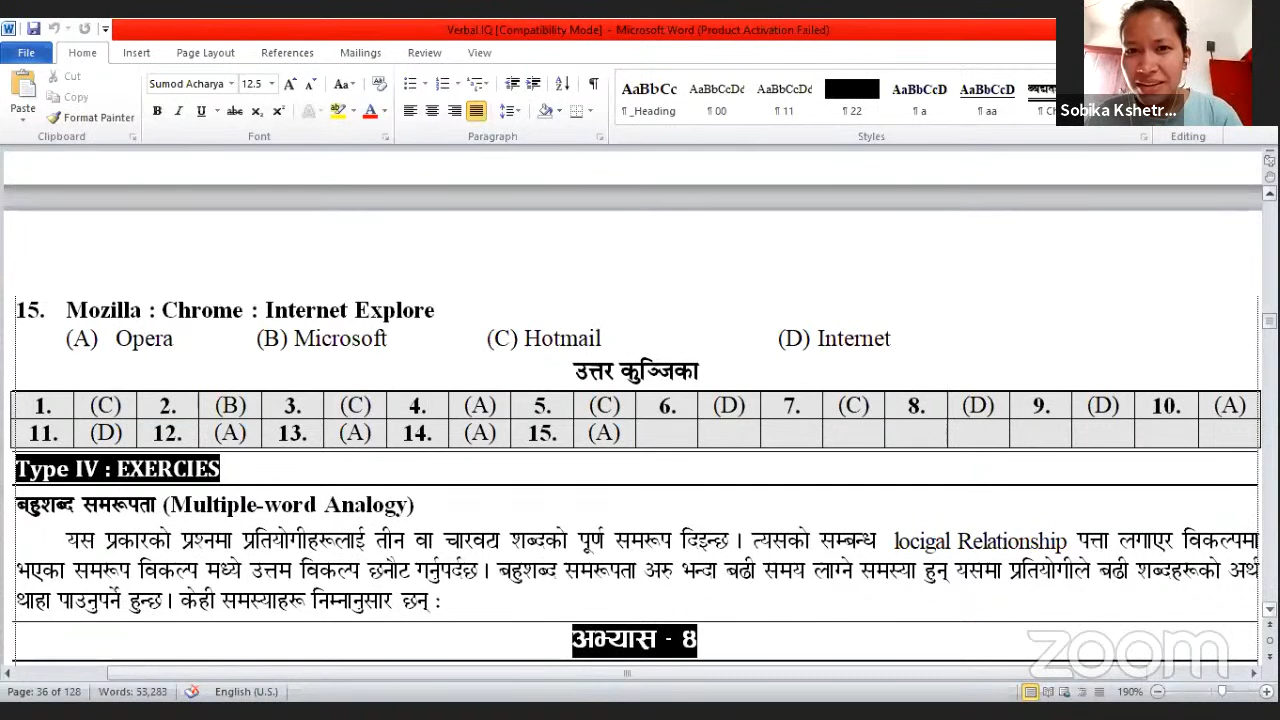 Verbal IQ [Compatibility Mode] - Microsoft Word (Product Activation Failed)
File Home Insert Page Layout References Mailings Review View
Cut
Copy
Paste
Format Painter
Sumod Acharya 12.5
AaBbCc AaBbCcDc AaBbCcDc AaBbCcD AaBbCcD
¶ _Heading ¶ 00 ¶ 11 ¶ 22 ¶ a ¶ aa
Clipboard Font Paragraph Styles Editing
Sobika Kshetr...
15. Mozilla : Chrome : Internet Explore
(A) Opera (B) Microsoft (C) Hotmail (D) Internet
उत्तर कुञ्जिका
1. (C) 2. (B) 3. (C) 4. (A) 5. (C) 6. (D) 7. (C) 8. (D) 9. (D) 10. (A)
11. (D) 12. (A) 13. (A) 14. (A) 15. (A)
Type IV : EXERCIES
बहुशब्द समरूपता (Multiple-word Analogy)
यस प्रकारको प्रश्नमा प्रतियोगीहरूलाई तीन वा चारवटा शब्दको पूर्ण समरूप दिइन्छ । त्यसको सम्बन्ध locigal Relationship पत्ता लगाएर विकल्पमा
भएका समरूप विकल्प मध्ये उत्तम विकल्प छनौट गर्नुपर्दछ । बहुशब्द समरूपता अरु भन्दा बढी समय लाग्ने समस्या हुन् यसमा प्रतियोगीले बढी शब्दहरूको अर्थ
थाहा पाउनुपर्ने हुन्छ । केही समस्याहरू निम्नानुसार छन् :
अभ्यास - ४
zoom
Page: 36 of 128 Words: 53,283 English (U.S.) 190%